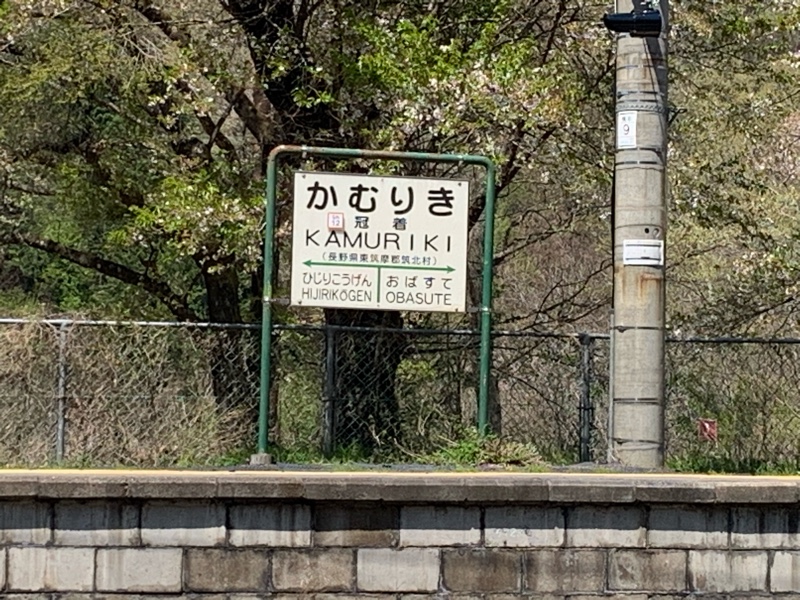 かむりき
冠着
KAMURIKI
(長野県東筑摩郡筑北村)
ひじりこうげん おばすて
HIJIRIKŌGEN OBASUTE
9